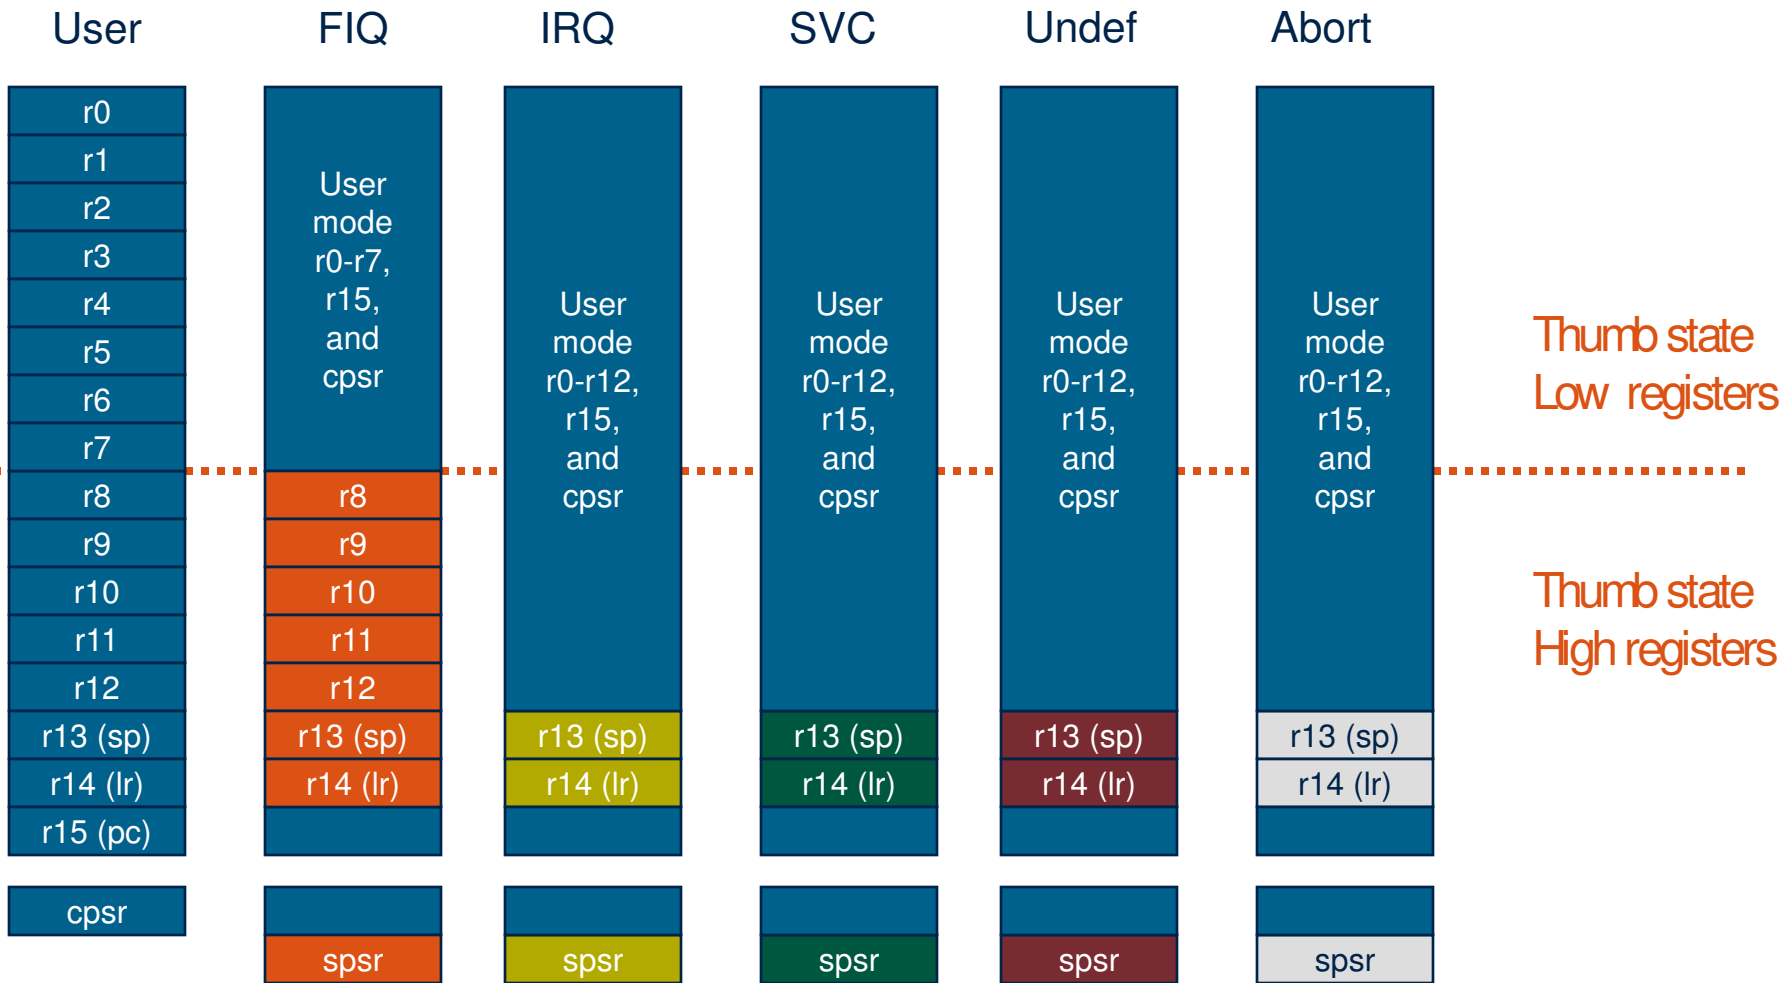 User
FIQ
IRQ
SVC
Undef
Abort
r0
r1
r2
r3
r4
r5
r6
r7
r8
r9
r10
r11
r12
r13 (sp)
r14 (lr)
r15 (pc)
cpsr
User
mode
r0-r7,
r15,
and
cpsr
r8
r9
r10
r11
r12
r13 (sp)
r14 (lr)
spsr
User
mode
r0-r12,
r15,
and
cpsr
r13 (sp)
r14 (lr)
spsr
User
mode
r0-r12,
r15,
and
cpsr
r13 (sp)
r14 (lr)
spsr
User
mode
r0-r12,
r15,
and
cpsr
r13 (sp)
r14 (lr)
spsr
User
mode
r0-r12,
r15,
and
cpsr
r13 (sp)
r14 (lr)
spsr
Thumb state
Low registers
Thumb state
High registers